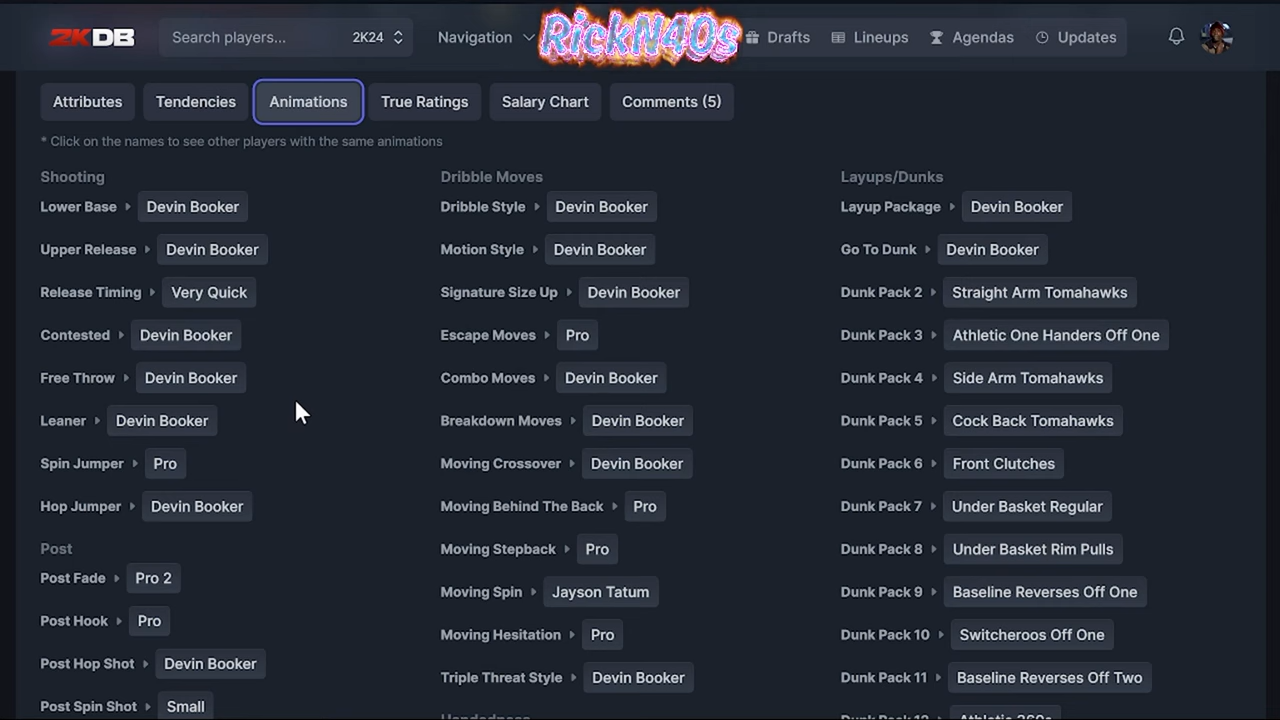 2KDB
Search players...
2K24
Navigation
RickN40s
Drafts
Lineups
Agendas
Updates
Attributes
Tendencies
Animations
True Ratings
Salary Chart
Comments (5)
* Click on the names to see other players with the same animations
Shooting
Lower Base Devin Booker
Upper Release Devin Booker
Release Timing Very Quick
Contested Devin Booker
Free Throw Devin Booker
Leaner Devin Booker
Spin Jumper Pro
Hop Jumper Devin Booker
Post
Post Fade Pro 2
Post Hook Pro
Post Hop Shot Devin Booker
Post Spin Shot Small
Dribble Moves
Dribble Style Devin Booker
Motion Style Devin Booker
Signature Size Up Devin Booker
Escape Moves Pro
Combo Moves Devin Booker
Breakdown Moves Devin Booker
Moving Crossover Devin Booker
Moving Behind The Back Pro
Moving Stepback Pro
Moving Spin Jayson Tatum
Moving Hesitation Pro
Triple Threat Style Devin Booker
Handedness
Layups/Dunks
Layup Package Devin Booker
Go To Dunk Devin Booker
Dunk Pack 2 Straight Arm Tomahawks
Dunk Pack 3 Athletic One Handers Off One
Dunk Pack 4 Side Arm Tomahawks
Dunk Pack 5 Cock Back Tomahawks
Dunk Pack 6 Front Clutches
Dunk Pack 7 Under Basket Regular
Dunk Pack 8 Under Basket Rim Pulls
Dunk Pack 9 Baseline Reverses Off One
Dunk Pack 10 Switcheroos Off One
Dunk Pack 11 Baseline Reverses Off Two
Dunk Pack 12 Athletic 360s